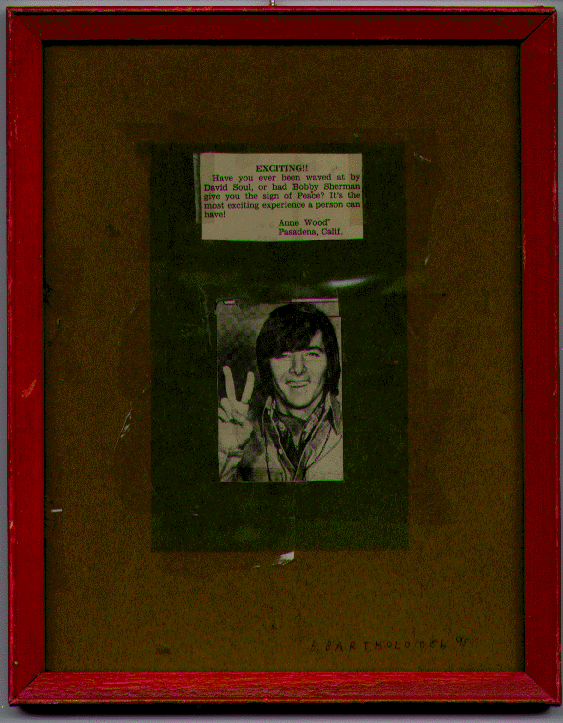 EXCITING!!
Have you ever been waved at by
David Soul, or had Bobby Sherman
give you the sign of Peace? It's the
most exciting experience a person can
have!
Anne Wood
Pasadena, Calif.